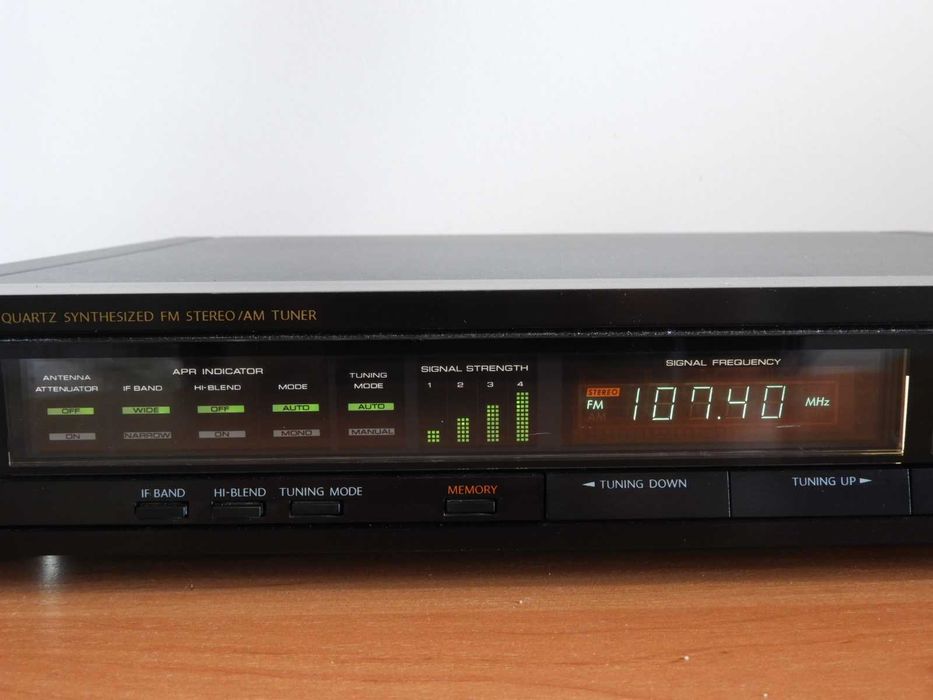 QUARTZ SYNTHESIZED FM STEREO/AM TUNER
APR INDICATOR
ANTENNA ATTENUATOR
OFF
ON
IF BAND
WIDE
NARROW
HI-BLEND
OFF
ON
MODE
AUTO
MONO
TUNING MODE
AUTO
MANUAL
SIGNAL STRENGTH
1 2 3 4
SIGNAL FREQUENCY
STEREO
FM 107.40 MHz
IF BAND HI-BLEND TUNING MODE MEMORY ◄ TUNING DOWN TUNING UP ►